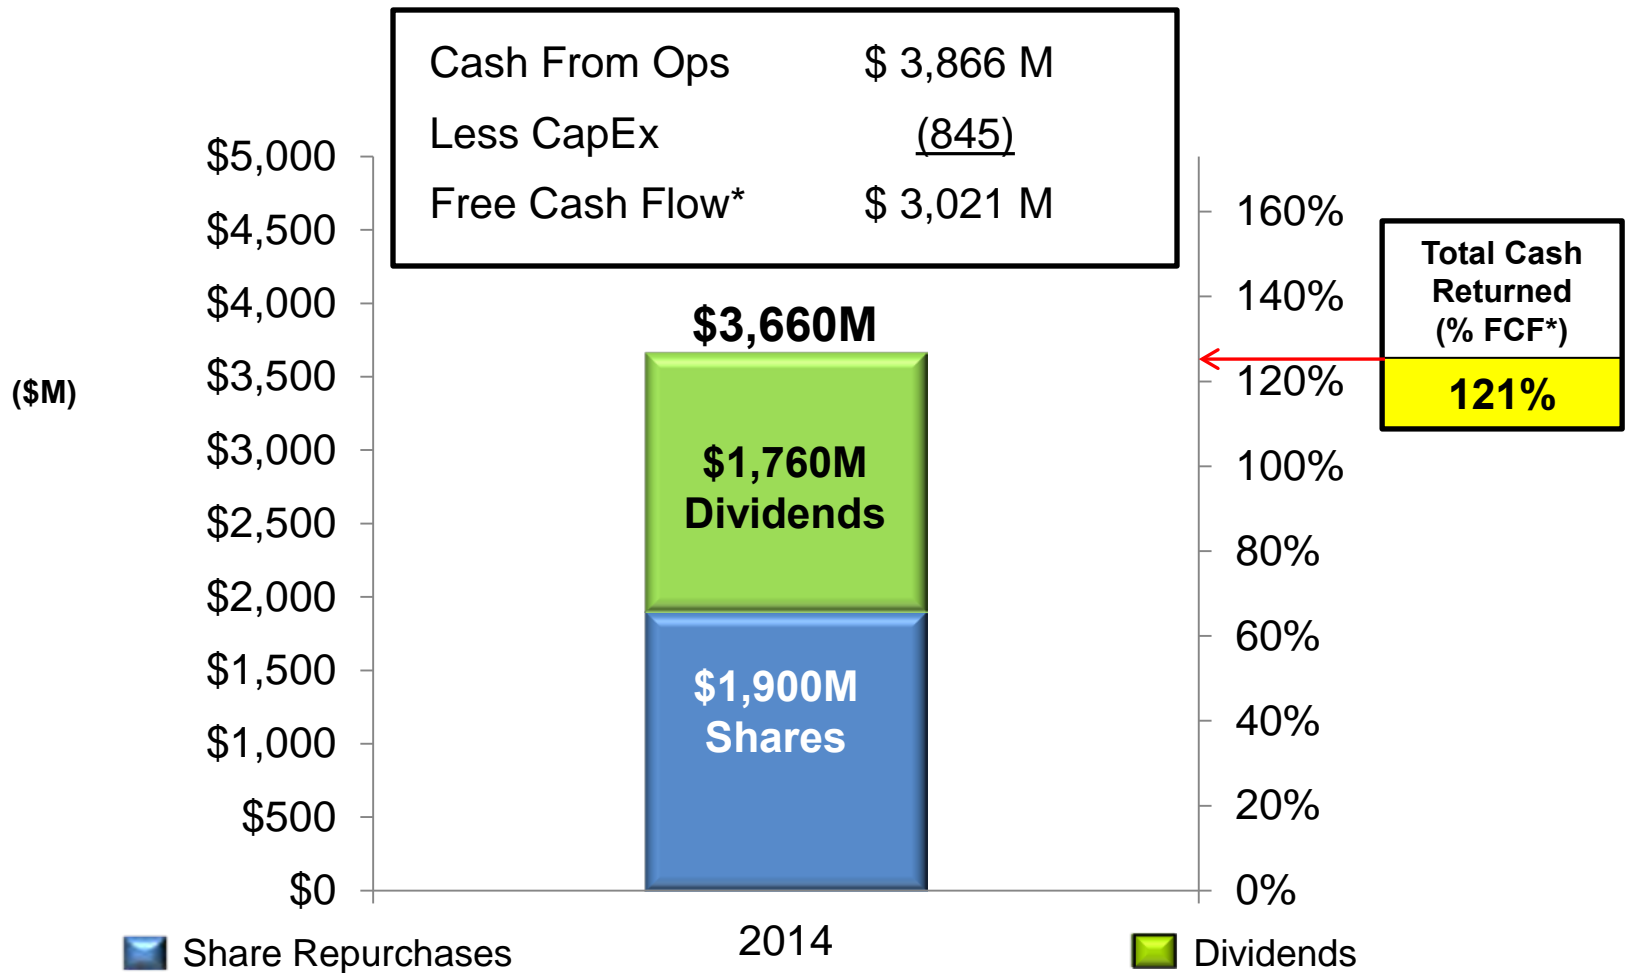 Cash From Ops $ 3,866 M
Less CapEx (845)
Free Cash Flow* $ 3,021 M
($M)
$5,000
$4,500
$4,000
$3,500
$3,000
$2,500
$2,000
$1,500
$1,000
$500
$0
$3,660M
$1,760M
Dividends
$1,900M
Shares
2014
160%
140%
120%
100%
80%
60%
40%
20%
0%
Total Cash
Returned
(% FCF*)
121%
Share Repurchases
Dividends